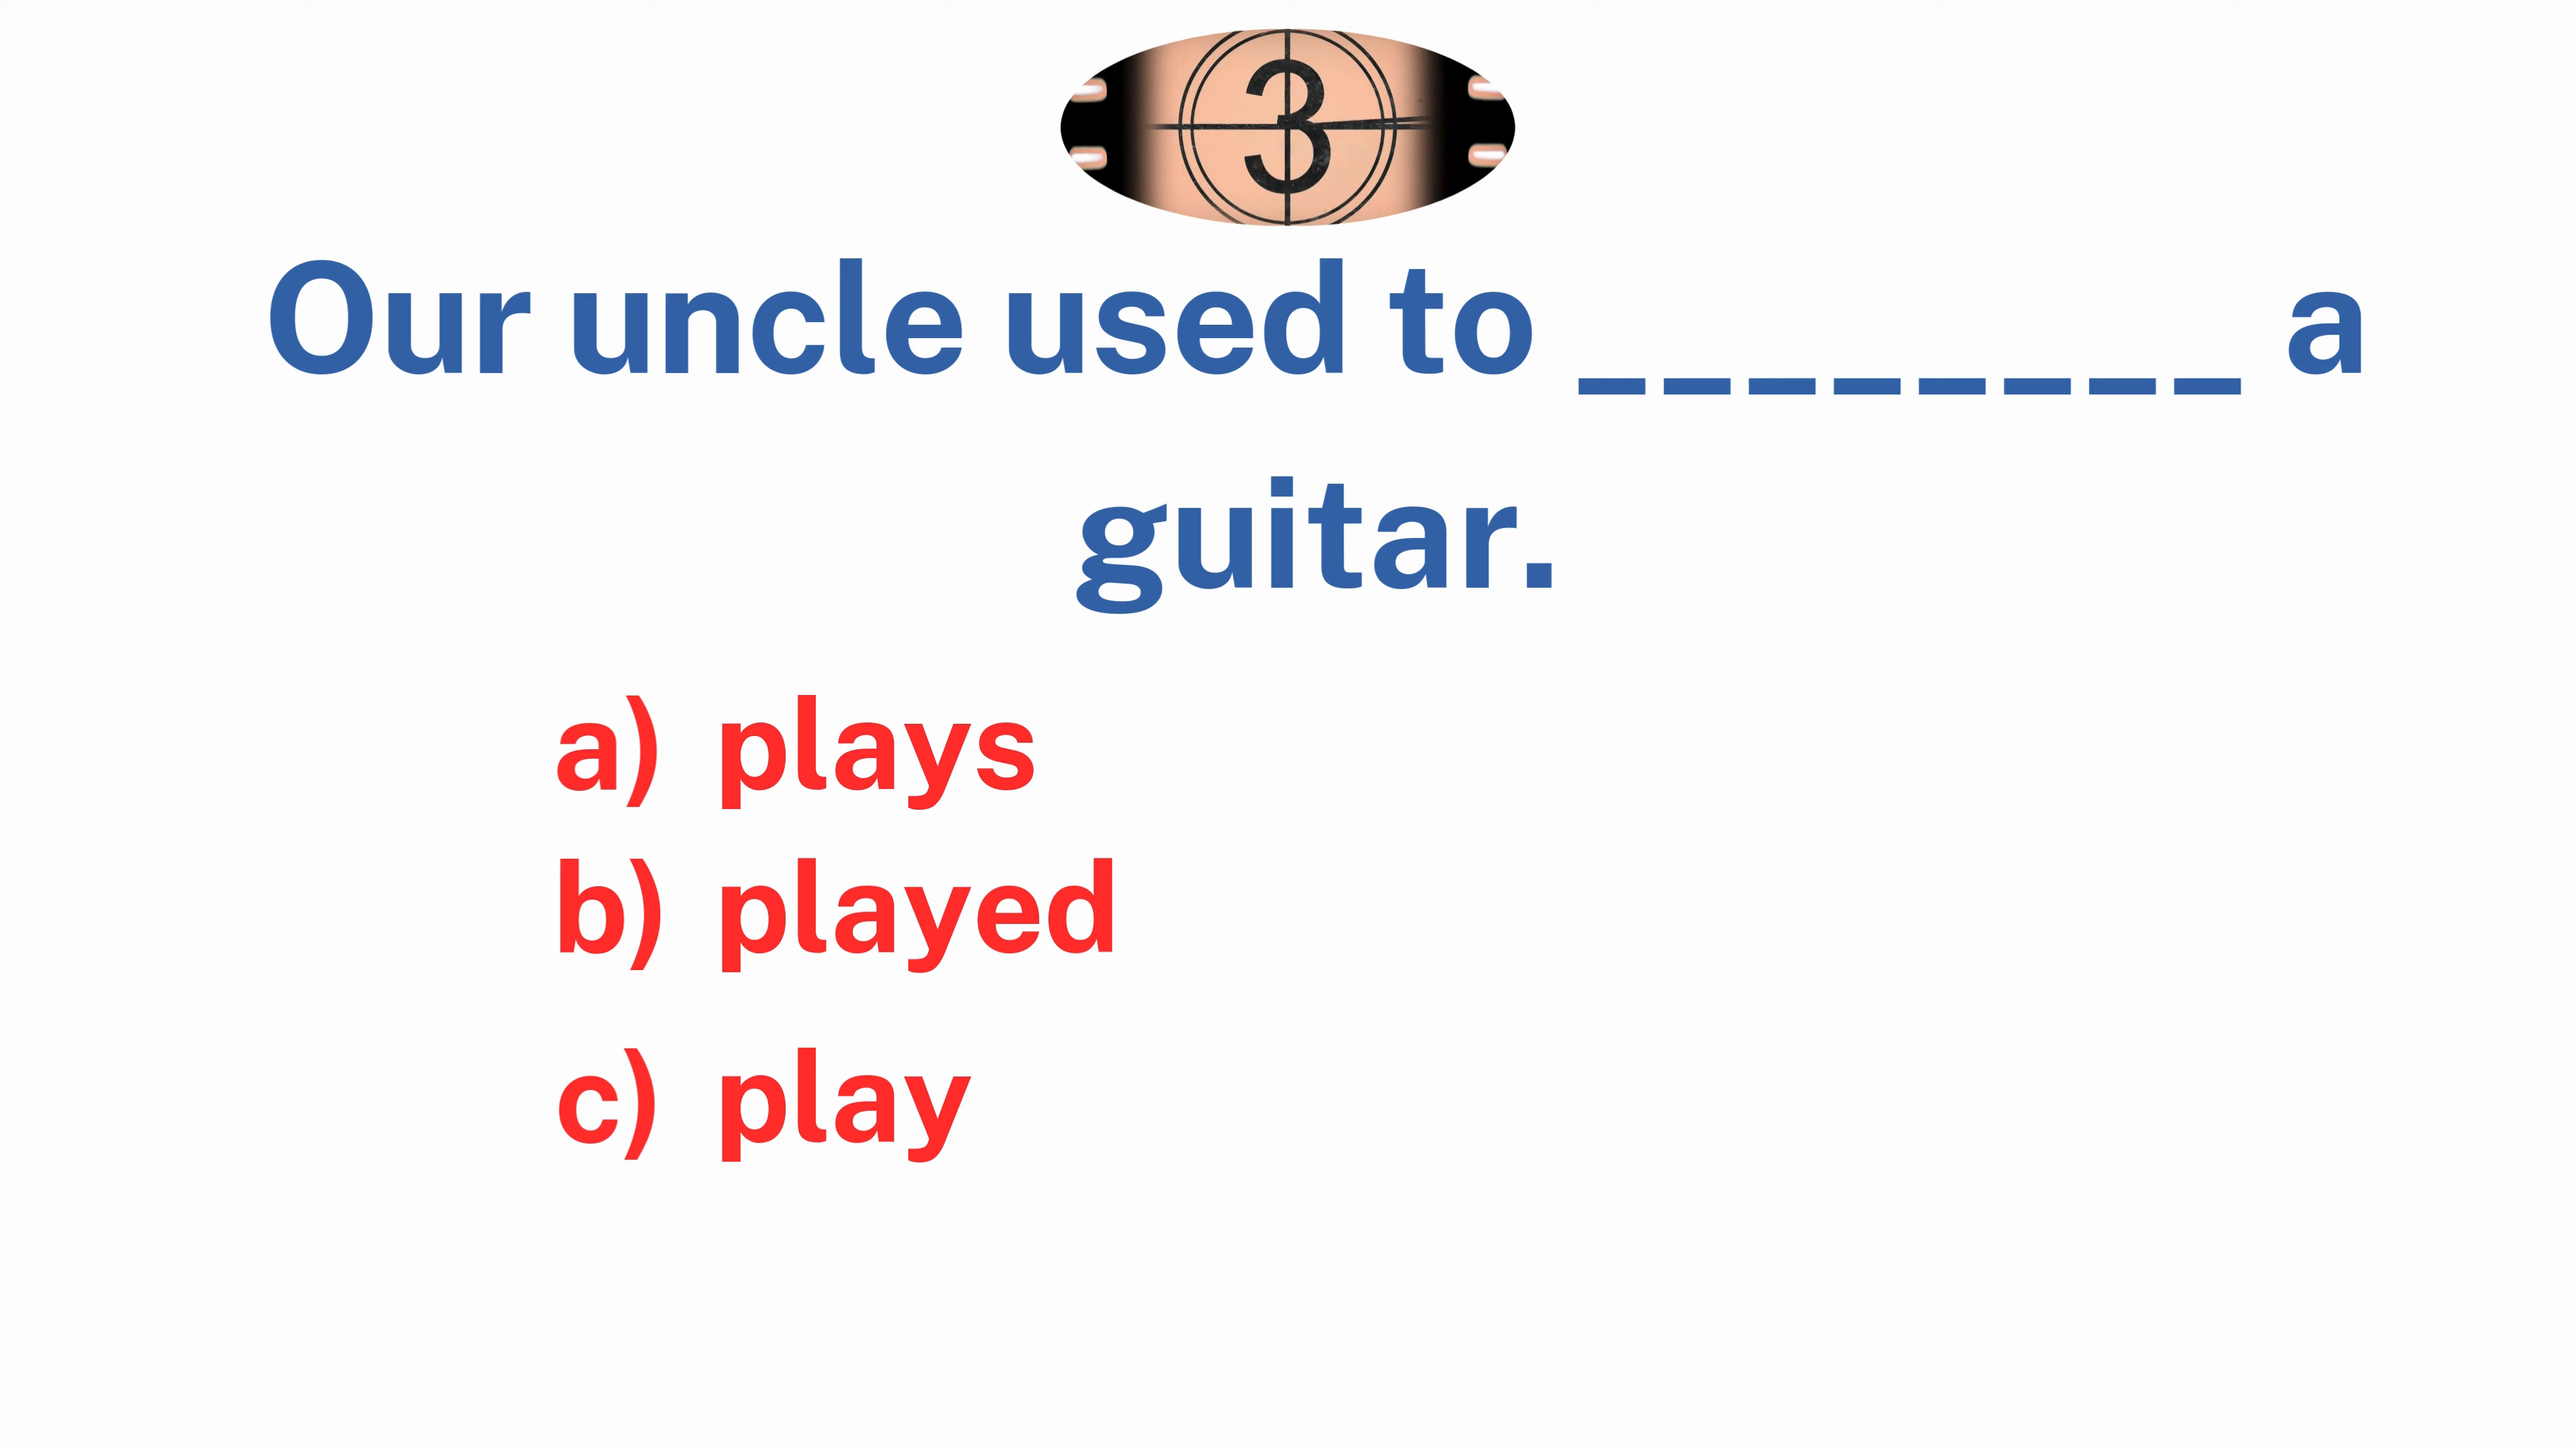 3
Our uncle used to ________ a
guitar.
a) plays
b) played
c) play